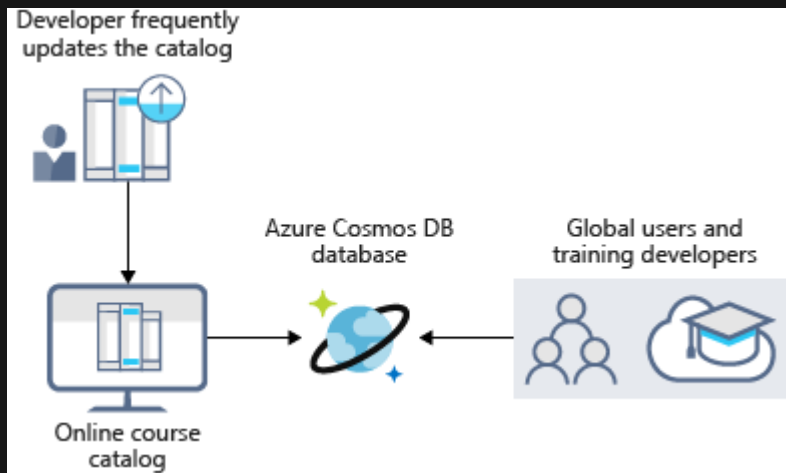 Developer frequently
updates the catalog
Azure Cosmos DB
database
Global users and
training developers
Online course
catalog